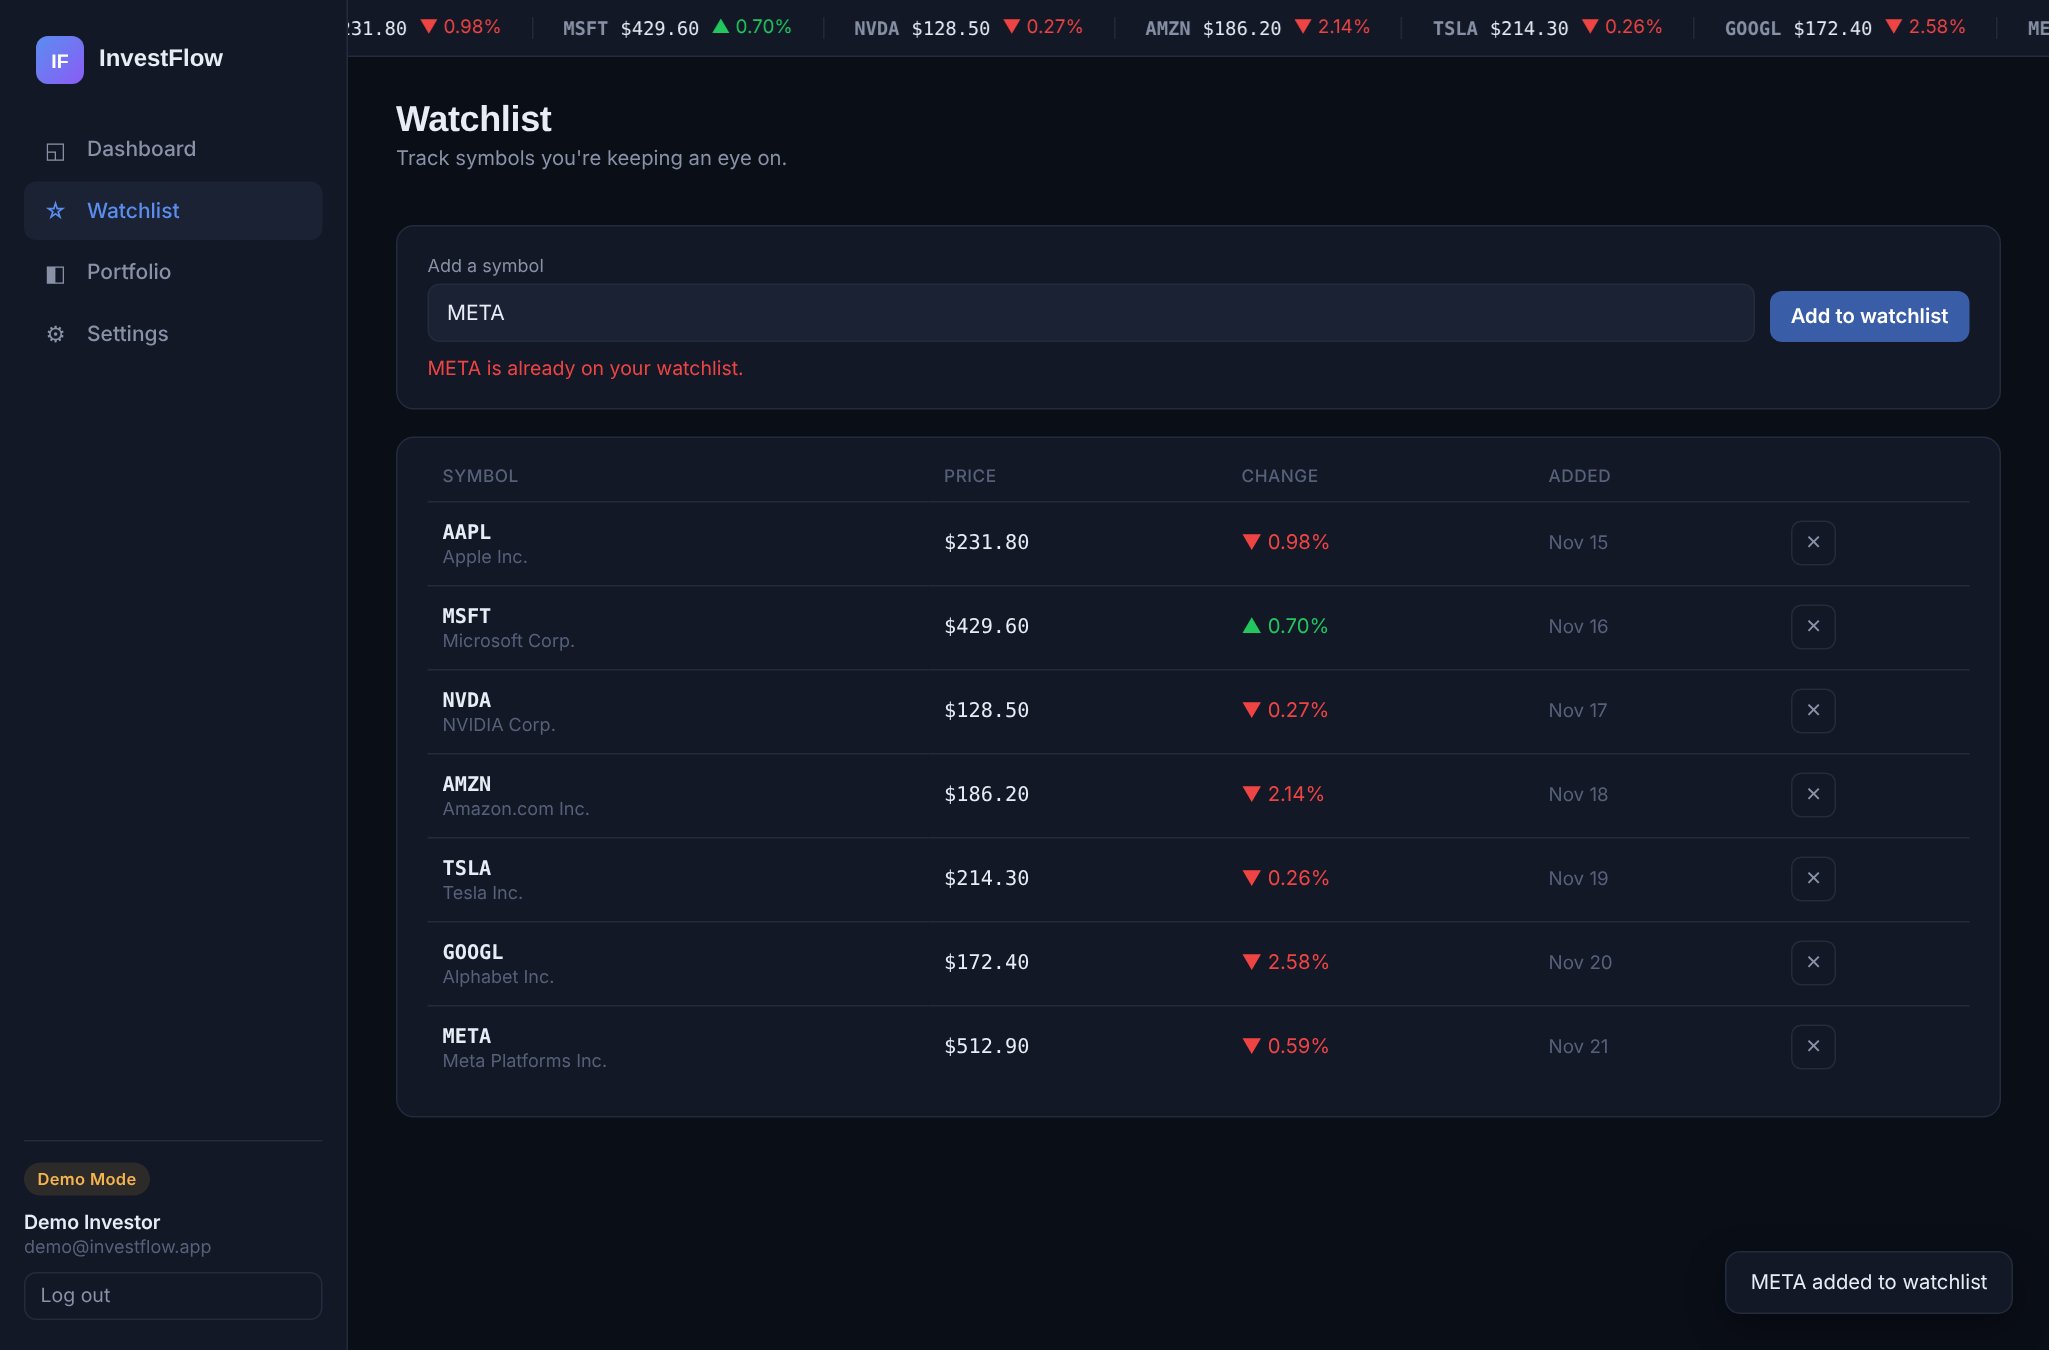 IF InvestFlow
Dashboard
Watchlist
Portfolio
Settings
Demo Mode
Demo Investor
demo@investflow.app
Log out
31.80 ▼ 0.98% MSFT $429.60 ▲ 0.70% NVDA $128.50 ▼ 0.27% AMZN $186.20 ▼ 2.14% TSLA $214.30 ▼ 0.26% GOOGL $172.40 ▼ 2.58% ME
Watchlist
Track symbols you're keeping an eye on.
Add a symbol
META
Add to watchlist
META is already on your watchlist.
SYMBOL PRICE CHANGE ADDED
AAPL
Apple Inc.
$231.80 ▼ 0.98% Nov 15 ✕
MSFT
Microsoft Corp.
$429.60 ▲ 0.70% Nov 16 ✕
NVDA
NVIDIA Corp.
$128.50 ▼ 0.27% Nov 17 ✕
AMZN
Amazon.com Inc.
$186.20 ▼ 2.14% Nov 18 ✕
TSLA
Tesla Inc.
$214.30 ▼ 0.26% Nov 19 ✕
GOOGL
Alphabet Inc.
$172.40 ▼ 2.58% Nov 20 ✕
META
Meta Platforms Inc.
$512.90 ▼ 0.59% Nov 21 ✕
META added to watchlist